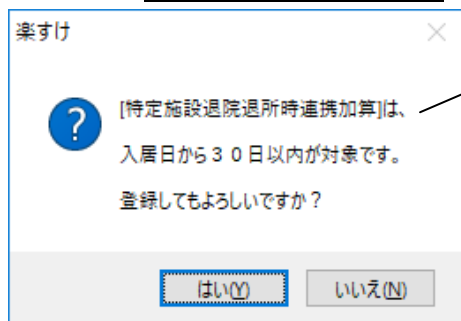 楽すけ
[特定施設退院退所時連携加算]は、
入居日から３０日以内が対象です。
登録してもよろしいですか？
はい(Y)
いいえ(N)